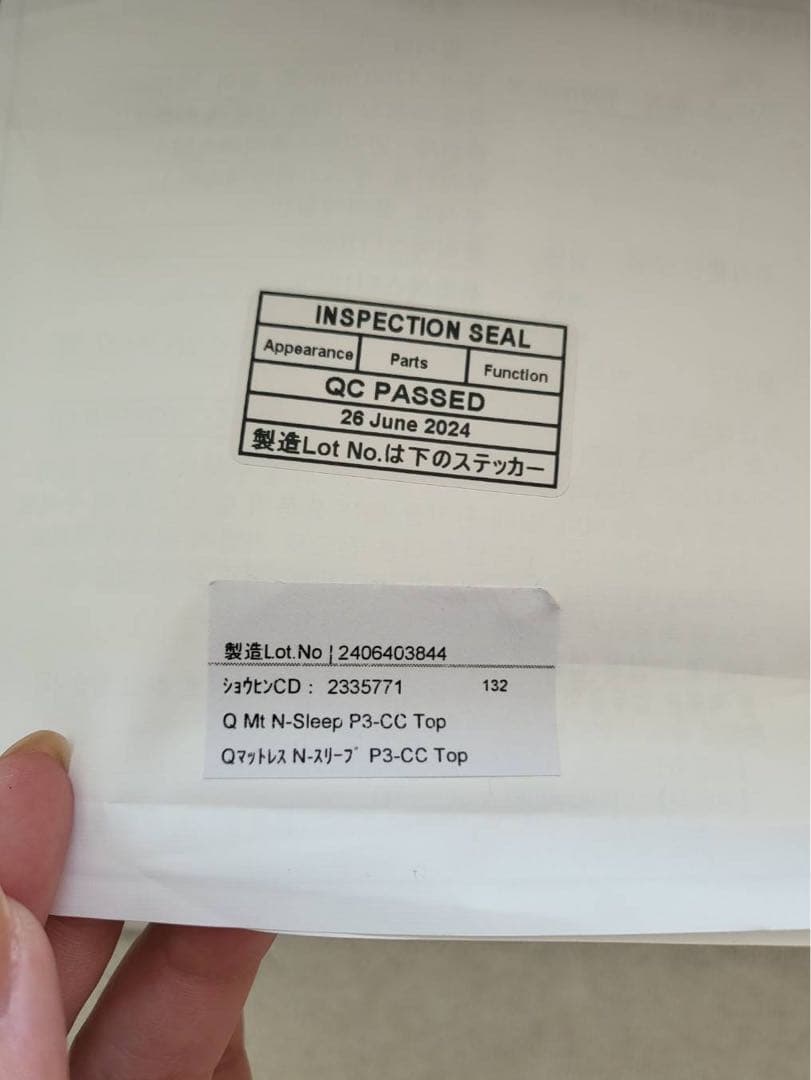 INSPECTION SEAL
Appearance Parts Function
QC PASSED
26 June 2024
製造Lot No.は下のステッカー
製造Lot.No | 2406403844
ｼｮｳﾋﾝCD : 2335771 132
Q Mt N-Sleep P3-CC Top
Qﾏｯﾄﾚｽ N-ｽﾘｰﾌﾟ P3-CC Top